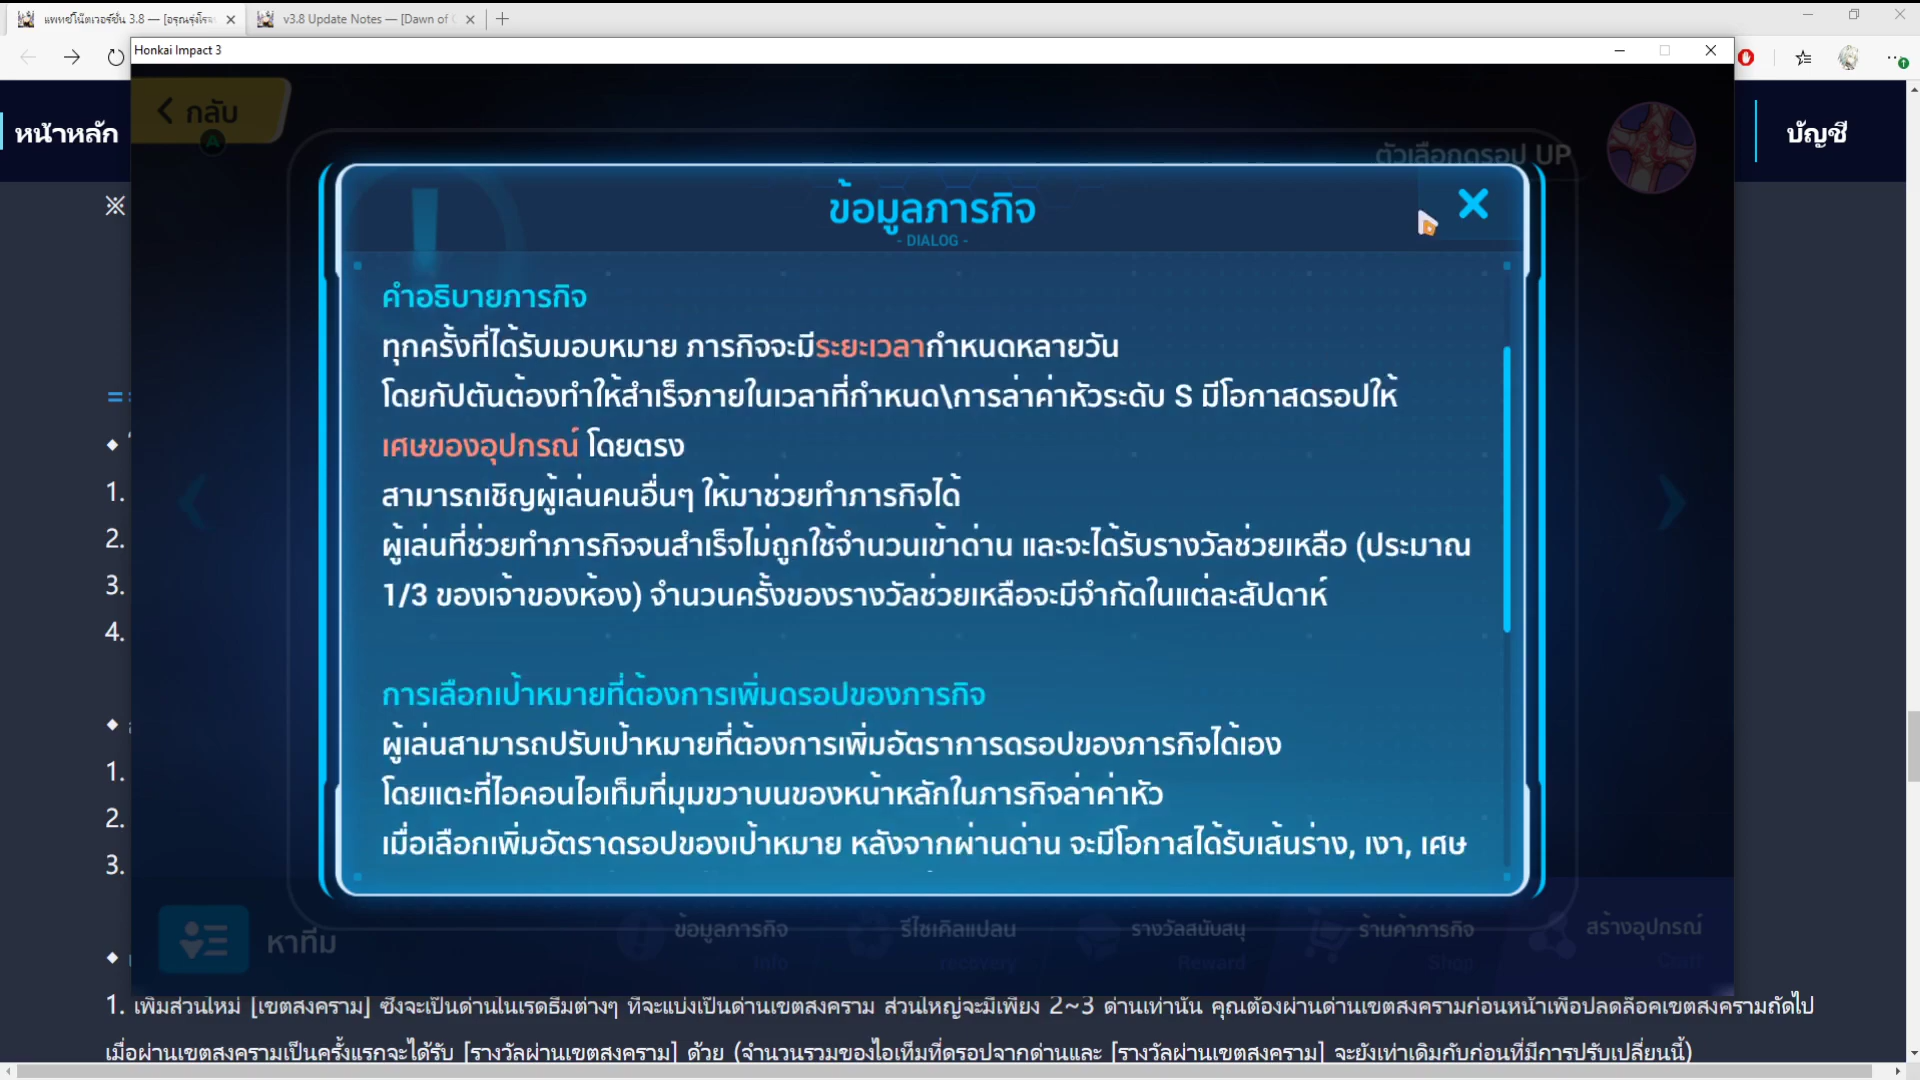 แพทช์โน๊ตเวอร์ชั่น 3.8 — [อรุณรุ่งโร
v3.8 Update Notes — [Dawn of
Honkai Impact 3
หน้าหลัก
กลับ
A
บัญชี
ตัวเลือกดรอป UP
※
ข้อมูลภารกิจ
- DIALOG -
คำอธิบายภารกิจ
ทุกครั้งที่ได้รับมอบหมาย ภารกิจจะมีระยะเวลากำหนดหลายวัน
โดยกัปตันต้องทำให้สำเร็จภายในเวลาที่กำหนด\การล่าค่าหัวระดับ S มีโอกาสดรอปให้
เศษของอุปกรณ์ โดยตรง
สามารถเชิญผู้เล่นคนอื่นๆ ให้มาช่วยทำภารกิจได้
ผู้เล่นที่ช่วยทำภารกิจจนสำเร็จไม่ถูกใช้จำนวนเข้าด่าน และจะได้รับรางวัลช่วยเหลือ (ประมาณ
1/3 ของเจ้าของห้อง) จำนวนครั้งของรางวัลช่วยเหลือจะมีจำกัดในแต่ละสัปดาห์
การเลือกเป้าหมายที่ต้องการเพิ่มดรอปของภารกิจ
ผู้เล่นสามารถปรับเป้าหมายที่ต้องการเพิ่มอัตราการดรอปของภารกิจได้เอง
โดยแตะที่ไอคอนไอเท็มที่มุมขวาบนของหน้าหลักในภารกิจล่าค่าหัว
เมื่อเลือกเพิ่มอัตราดรอปของเป้าหมาย หลังจากผ่านด่าน จะมีโอกาสได้รับเส้นร่าง, เงา, เศษ
1.
2.
3.
4.
1.
2.
3.
หาทีม
ข้อมูลภารกิจ
Info
รีไซเคิลแปลน
recovery
รางวัลสนับสนุ
Reward
ร้านค้าภารกิจ
Shop
สร้างอุปกรณ์
Craft
1. เพิ่มส่วนใหม่ [เขตสงคราม] ซึ่งจะเป็นด่านในเรดธีมต่างๆ ที่จะแบ่งเป็นด่านเขตสงคราม ส่วนใหญ่จะมีเพียง 2~3 ด่านเท่านั้น คุณต้องผ่านด่านเขตสงครามก่อนหน้าเพื่อปลดล็อคเขตสงครามถัดไป
เมื่อผ่านเขตสงครามเป็นครั้งแรกจะได้รับ [รางวัลผ่านเขตสงคราม] ด้วย (จำนวนรวมของไอเท็มที่ดรอปจากด่านและ [รางวัลผ่านเขตสงคราม] จะยังเท่าเดิมกับก่อนที่มีการปรับเปลี่ยนนี้)